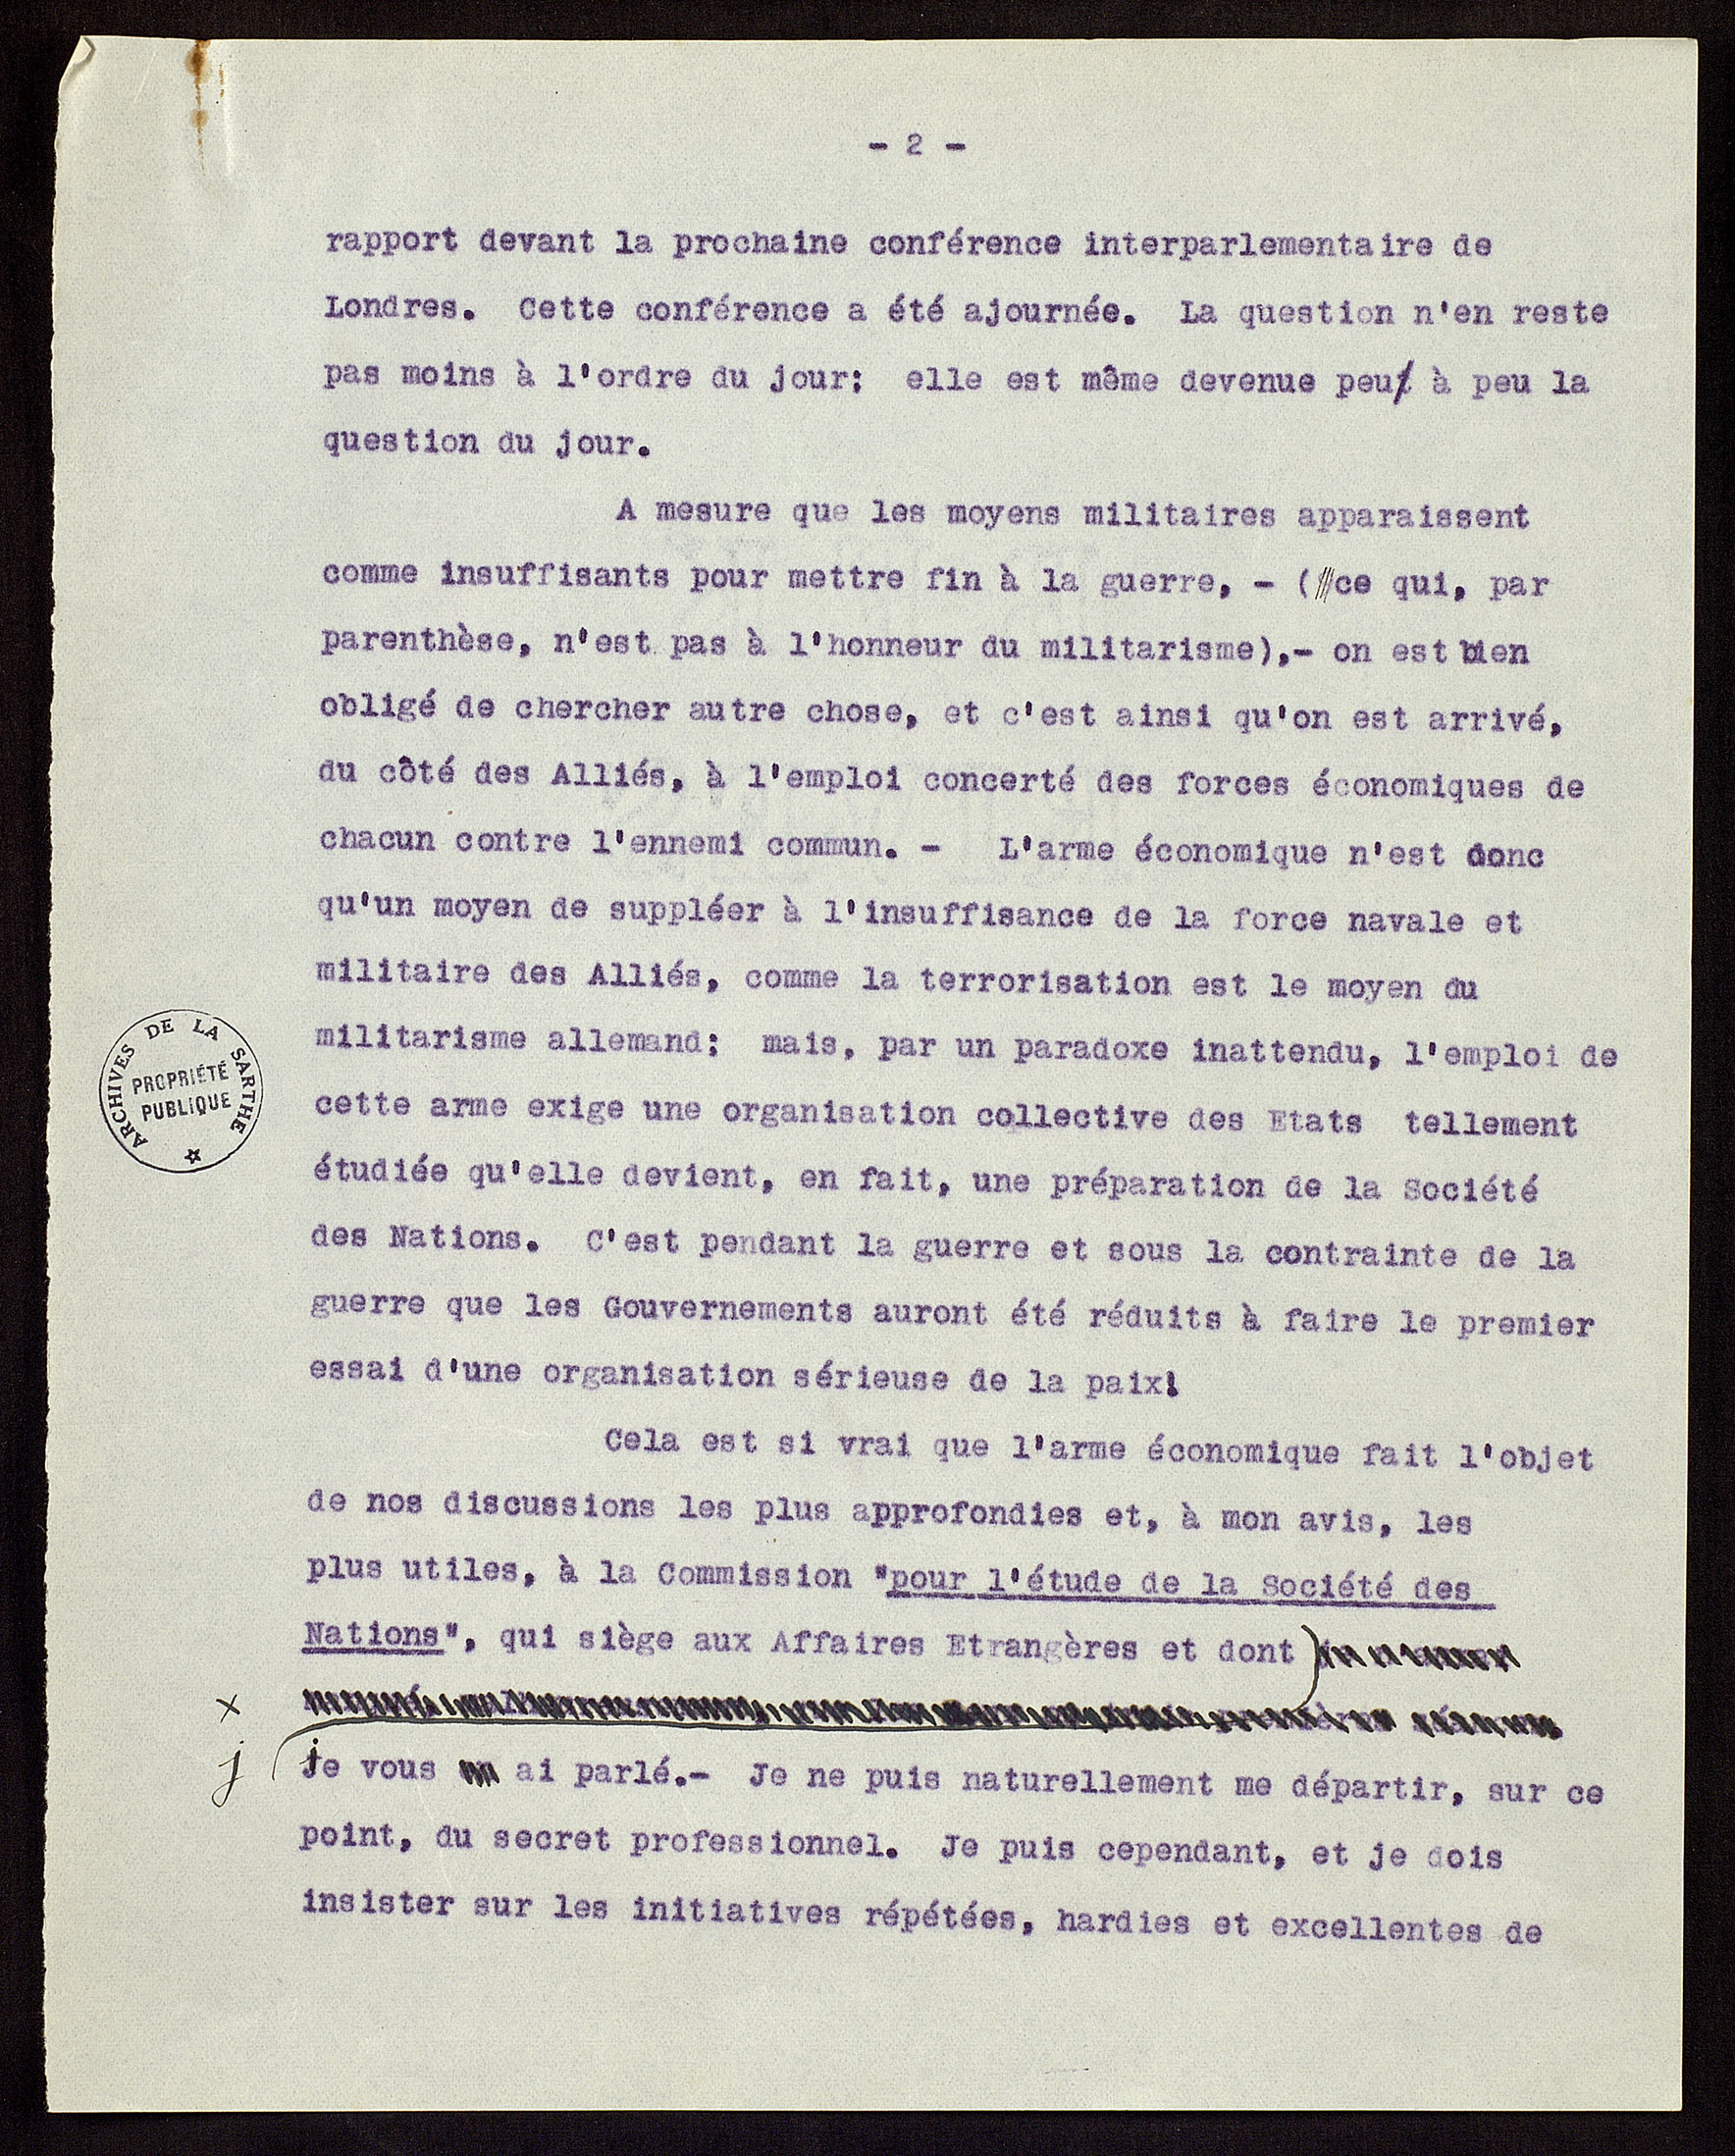 - 2 -
rapport devant la prochaine conférence interparlementaire de
Londres. Cette conférence a été ajournée. La question n'en reste
pas moins à l'ordre du jour; elle est même devenue peut à peu la
question du jour.
A mesure que les moyens militaires apparaissent
comme insuffisants pour mettre fin à la guerre, - (ce qui, par
parenthèse, n'est pas à l'honneur du militarisme),- on est bien
obligé de chercher autre chose, et c'est ainsi qu'on est arrivé,
du côté des Alliés, à l'emploi concerté des forces économiques de
chacun contre l'ennemi commun. - L'arme économique n'est donc
qu'un moyen de suppléer à l'insuffisance de la force navale et
militaire des Alliés, comme la terrorisation est le moyen du
militarisme allemand; mais, par un paradoxe inattendu, l'emploi de
cette arme exige une organisation collective des Etats tellement
étudiée qu'elle devient, en fait, une préparation de la Société
des Nations. C'est pendant la guerre et sous la contrainte de la
guerre que les Gouvernements auront été réduits à faire le premier
essai d'une organisation sérieuse de la paix!
Cela est si vrai que l'arme économique fait l'objet
de nos discussions les plus approfondies et, à mon avis, les
plus utiles, à la Commission "pour l'étude de la Société des
Nations", qui siège aux Affaires Etrangères et dont
x
j je vous ai parlé.- Je ne puis naturellement me départir, sur ce
point, du secret professionnel. Je puis cependant, et je dois
insister sur les initiatives répétées, hardies et excellentes de
ARCHIVES DE LA SARTHE
PROPRIÉTÉ
PUBLIQUE